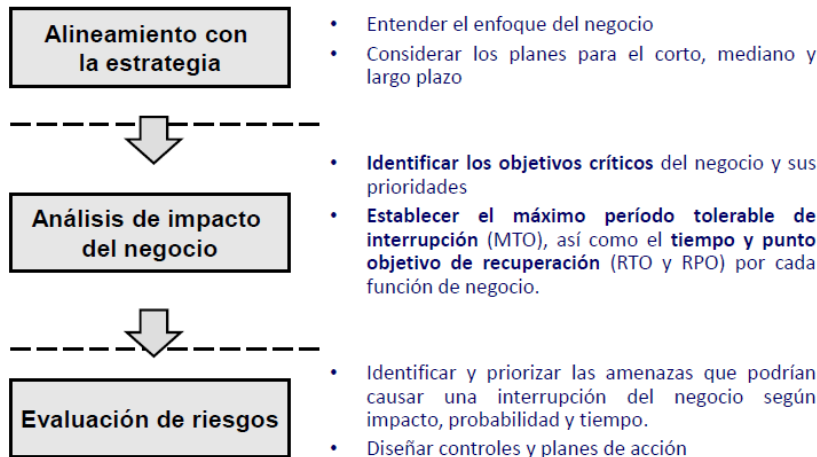 Alineamiento con
la estrategia
• Entender el enfoque del negocio
• Considerar los planes para el corto, mediano y
largo plazo
Análisis de impacto
del negocio
• Identificar los objetivos críticos del negocio y sus
prioridades
• Establecer el máximo período tolerable de
interrupción (MTO), así como el tiempo y punto
objetivo de recuperación (RTO y RPO) por cada
función de negocio.
Evaluación de riesgos
• Identificar y priorizar las amenazas que podrían
causar una interrupción del negocio según
impacto, probabilidad y tiempo.
• Diseñar controles y planes de acción